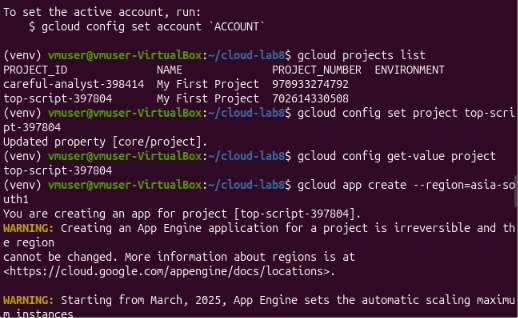 To set the active account, run:
    $ gcloud config set account `ACCOUNT`
(venv) vmuser@vmuser-VirtualBox:~/cloud-lab8$ gcloud projects list
PROJECT_ID              NAME              PROJECT_NUMBER  ENVIRONMENT
careful-analyst-398414  My First Project  970933274792
top-script-397804       My First Project  702614330508
(venv) vmuser@vmuser-VirtualBox:~/cloud-lab8$ gcloud config set project top-scri
pt-397804
Updated property [core/project].
(venv) vmuser@vmuser-VirtualBox:~/cloud-lab8$ gcloud config get-value project
top-script-397804
(venv) vmuser@vmuser-VirtualBox:~/cloud-lab8$ gcloud app create --region=asia-so
uth1
You are creating an app for project [top-script-397804].
WARNING: Creating an App Engine application for a project is irreversible and th
e region
cannot be changed. More information about regions is at
<https://cloud.google.com/appengine/docs/locations>.
WARNING: Starting from March, 2025, App Engine sets the automatic scaling maximu
m instances